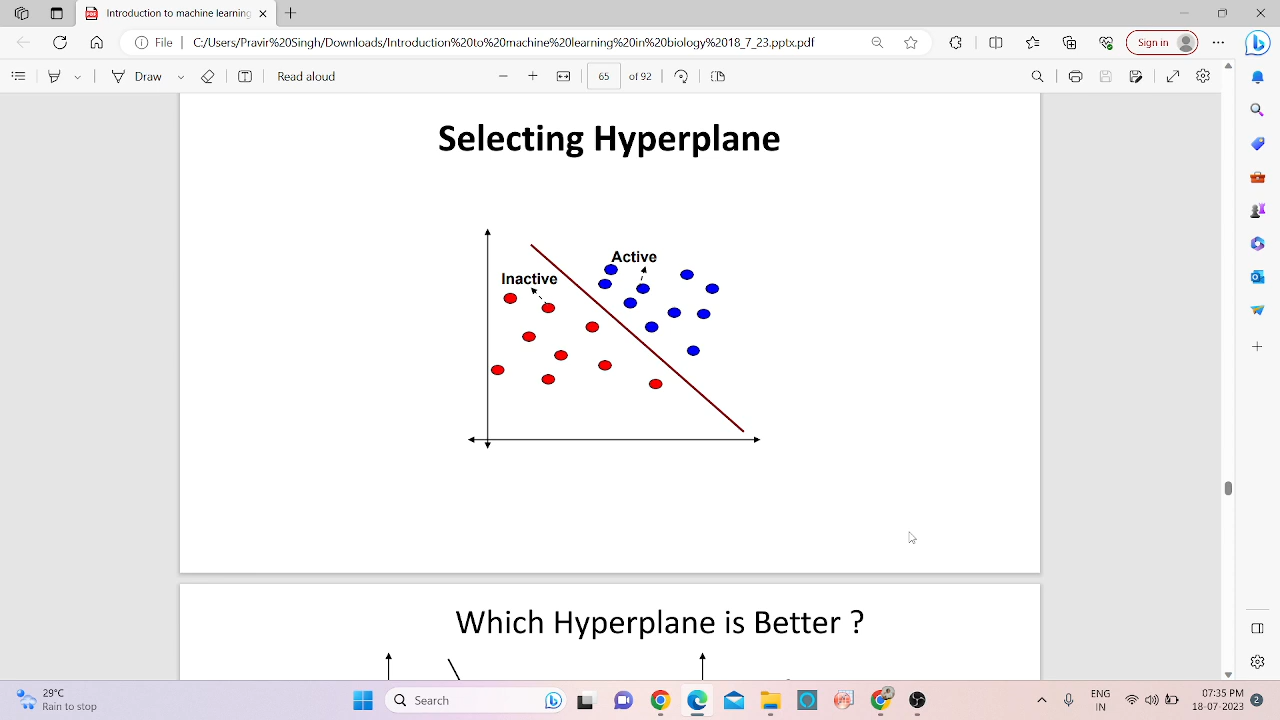 Introduction to machine learning
File
C:/Users/Pravir%20Singh/Downloads/Introduction%20to%20machine%20learning%20in%20biology%2018_7_23.pptx.pdf
Sign in
Draw
Read aloud
65 of 92
Selecting Hyperplane
Active
Inactive
Which Hyperplane is Better ?
29°C
Rain to stop
Search
ENG
IN
07:35 PM
18-07-2023
2